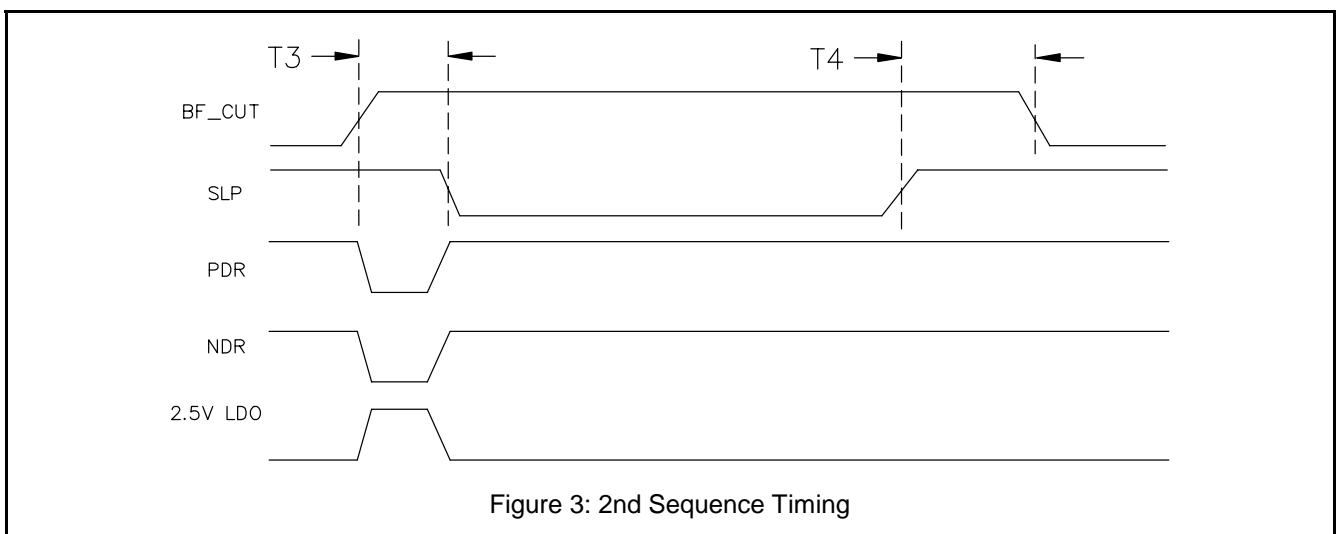 T3
T4
BF_CUT
SLP
PDR
NDR
2.5V LDO
Figure 3: 2nd Sequence Timing